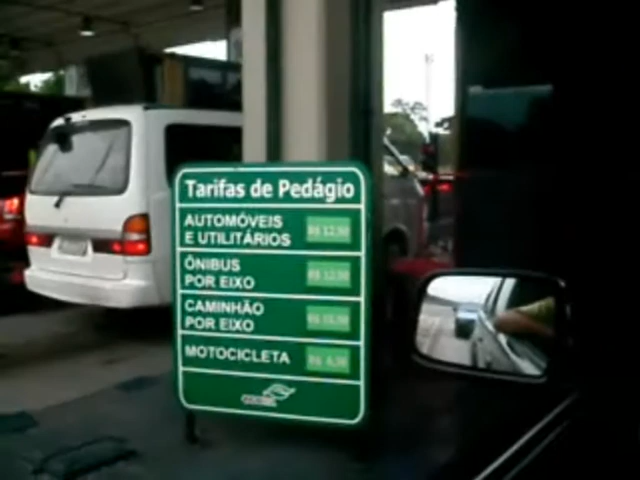 Tarifas de Pedágio
AUTOMÓVEIS
E UTILITÁRIOS
ÔNIBUS
POR EIXO
CAMINHÃO
POR EIXO
MOTOCICLETA